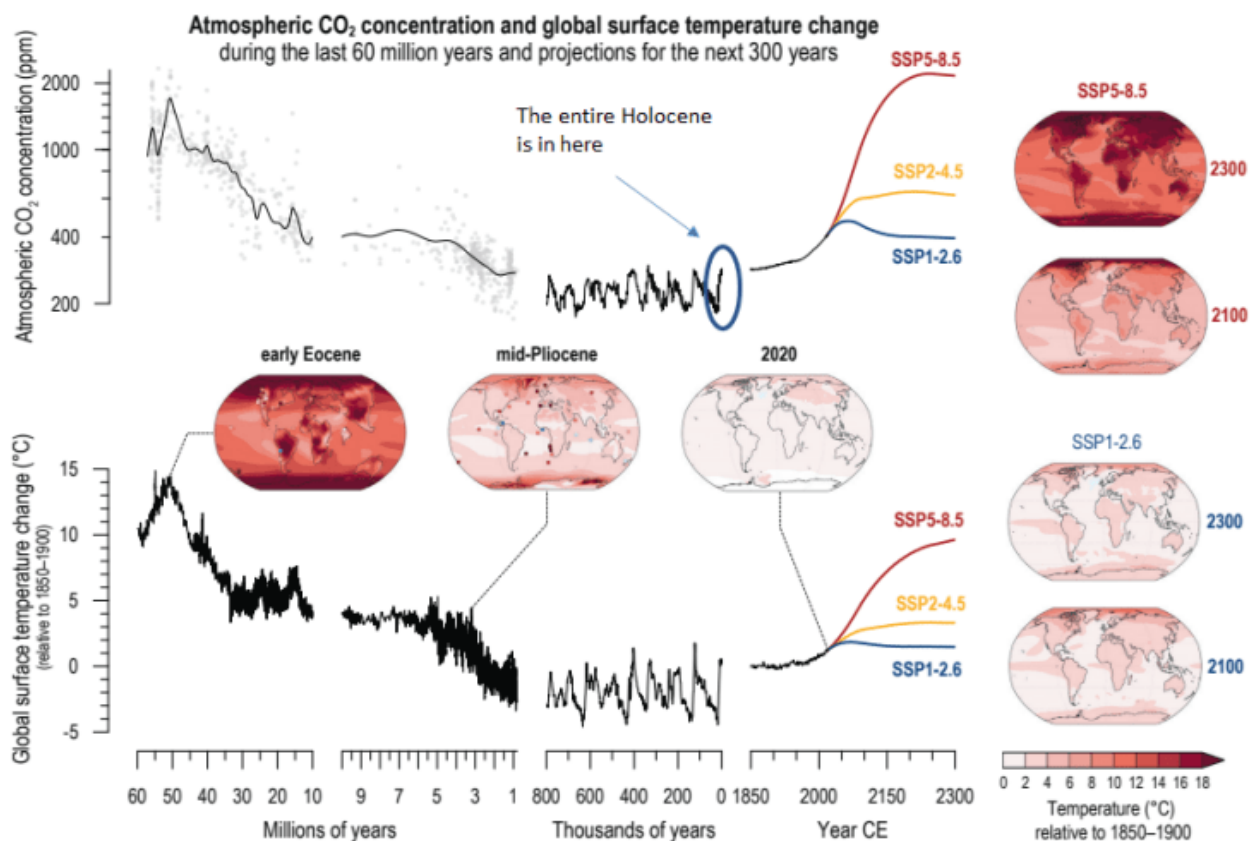 Atmospheric CO₂ concentration and global surface temperature change
during the last 60 million years and projections for the next 300 years
Atmospheric CO₂ concentration (ppm)
2000
1000
400
200
The entire Holocene
is in here
SSP5-8.5
SSP2-4.5
SSP1-2.6
SSP5-8.5
2300
2100
early Eocene
mid-Pliocene
2020
Global surface temperature change (°C)
(relative to 1850–1900)
15
10
5
0
-5
SSP5-8.5
SSP2-4.5
SSP1-2.6
SSP1-2.6
2300
2100
60 50 40 30 20 10
Millions of years
9 7 5 3 1
800 600 400 200 0
Thousands of years
1850 2000 2150 2300
Year CE
0 2 4 6 8 10 12 14 16 18
Temperature (°C)
relative to 1850–1900